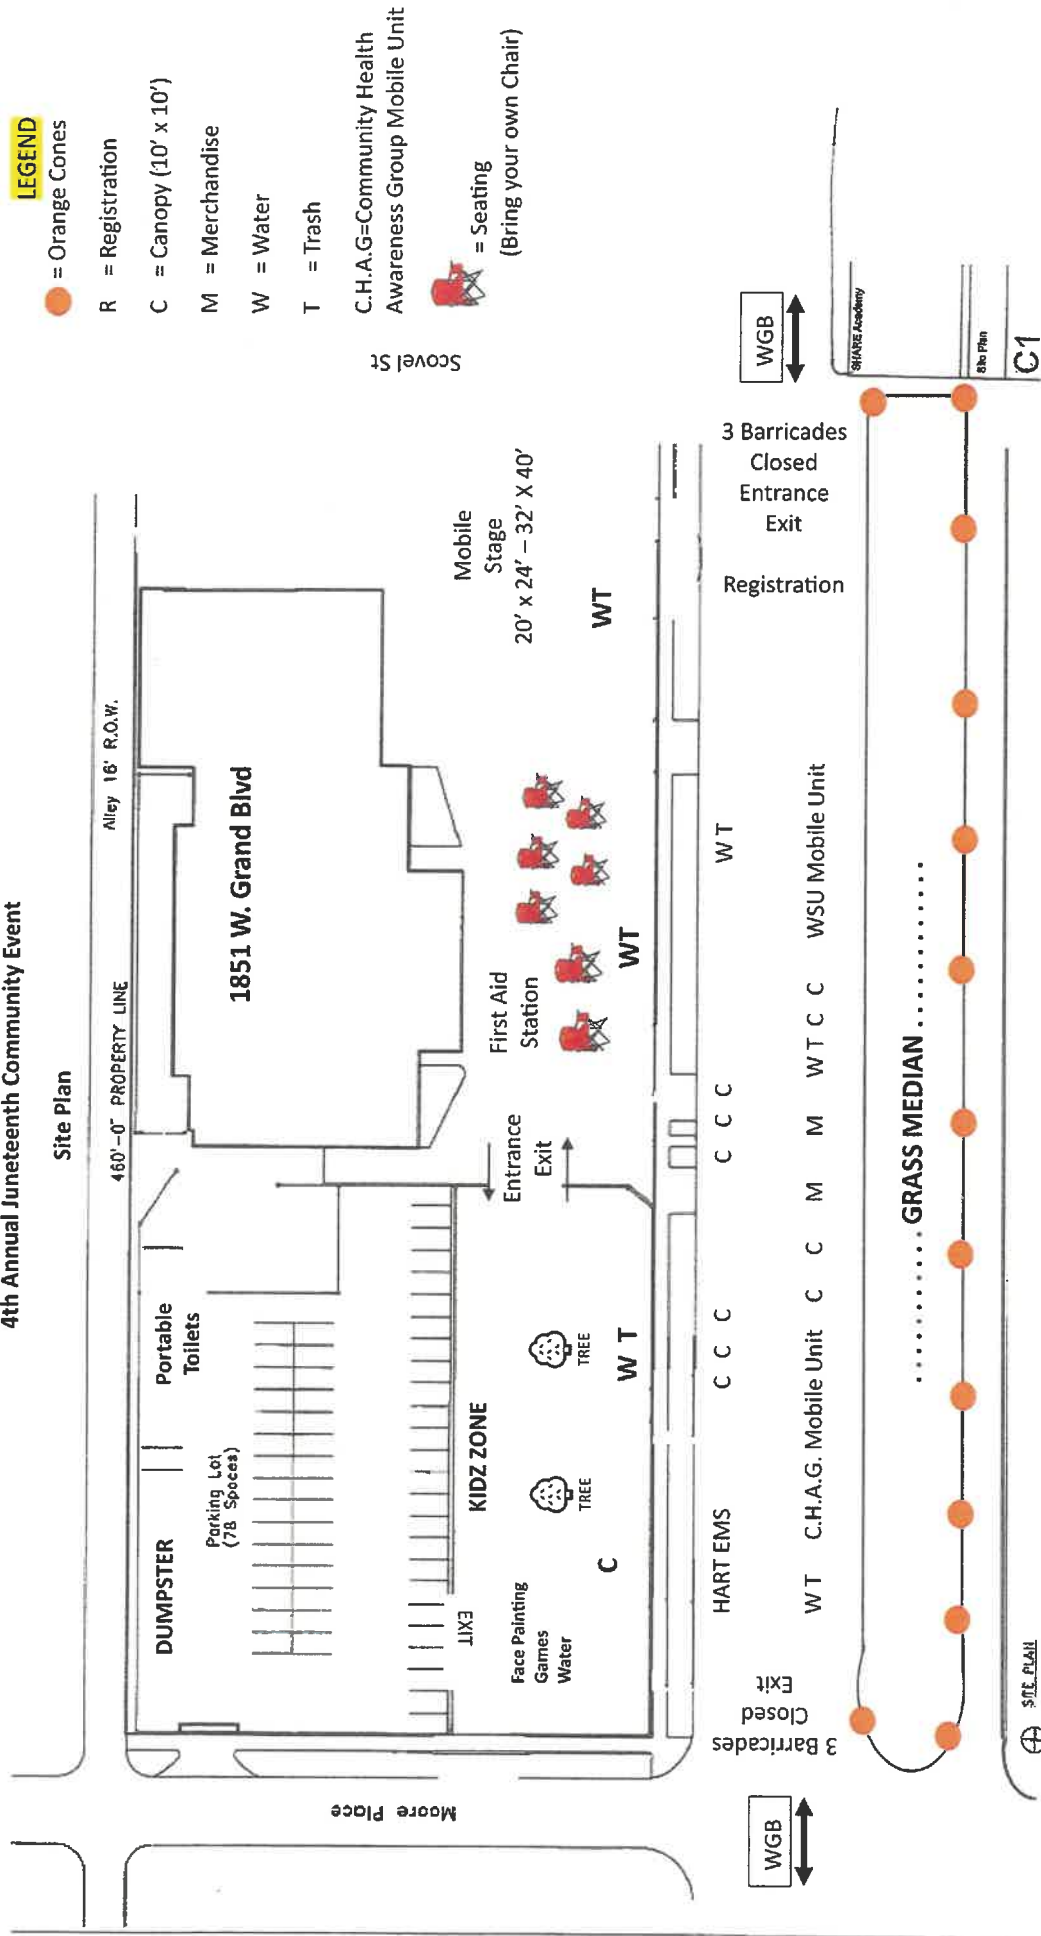 4th Annual Juneteenth Community Event
Site Plan
LEGEND
= Orange Cones
R = Registration
C = Canopy (10' x 10')
M = Merchandise
W = Water
T = Trash
C.H.A.G=Community Health
Awareness Group Mobile Unit
= Seating
(Bring your own Chair)
460'-0" PROPERTY LINE
Alley 16' R.O.W.
Scovel St
Moore Place
DUMPSTER
Portable
Toilets
Parking Lot
(78 Spaces)
1851 W. Grand Blvd
EXIT
KIDZ ZONE
Entrance
Exit
First Aid
Station
Mobile
Stage
20' x 24' – 32' X 40'
Face Painting
Games
Water
TREE
TREE
C
W T
WT
WT
HART EMS
C C C
C C C
W T
3 Barricades
Closed
Exit
W T
C.H.A.G. Mobile Unit
C C
M M
W T C C
WSU Mobile Unit
Registration
3 Barricades
Closed
Entrance
Exit
WGB
WGB
GRASS MEDIAN
SHARE Academy
Site Plan
C1
SITE PLAN